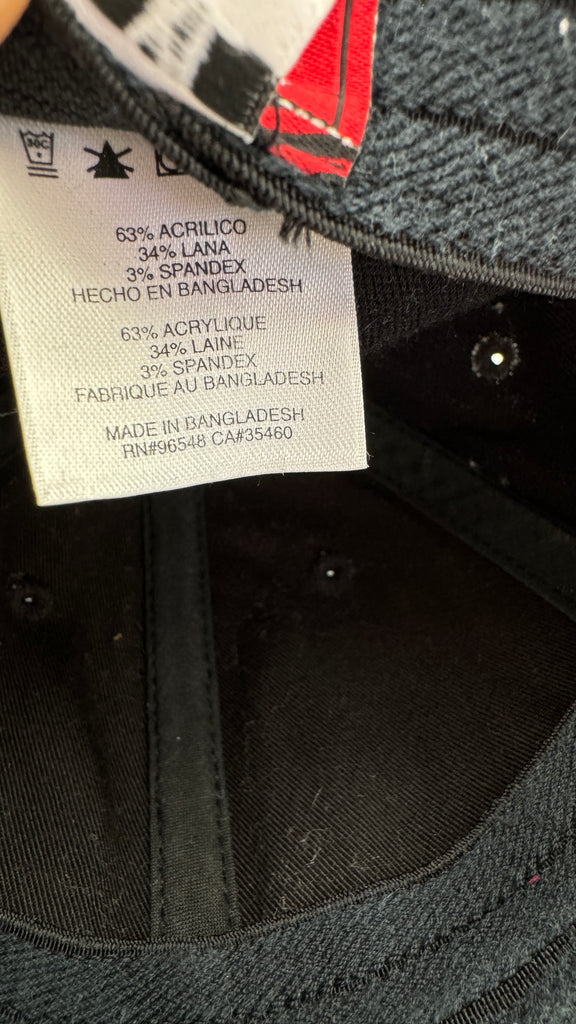 30C
63% ACRILICO
34% LANA
3% SPANDEX
HECHO EN BANGLADESH
63% ACRYLIQUE
34% LAINE
3% SPANDEX
FABRIQUE AU BANGLADESH
MADE IN BANGLADESH
RN#96548 CA#35460